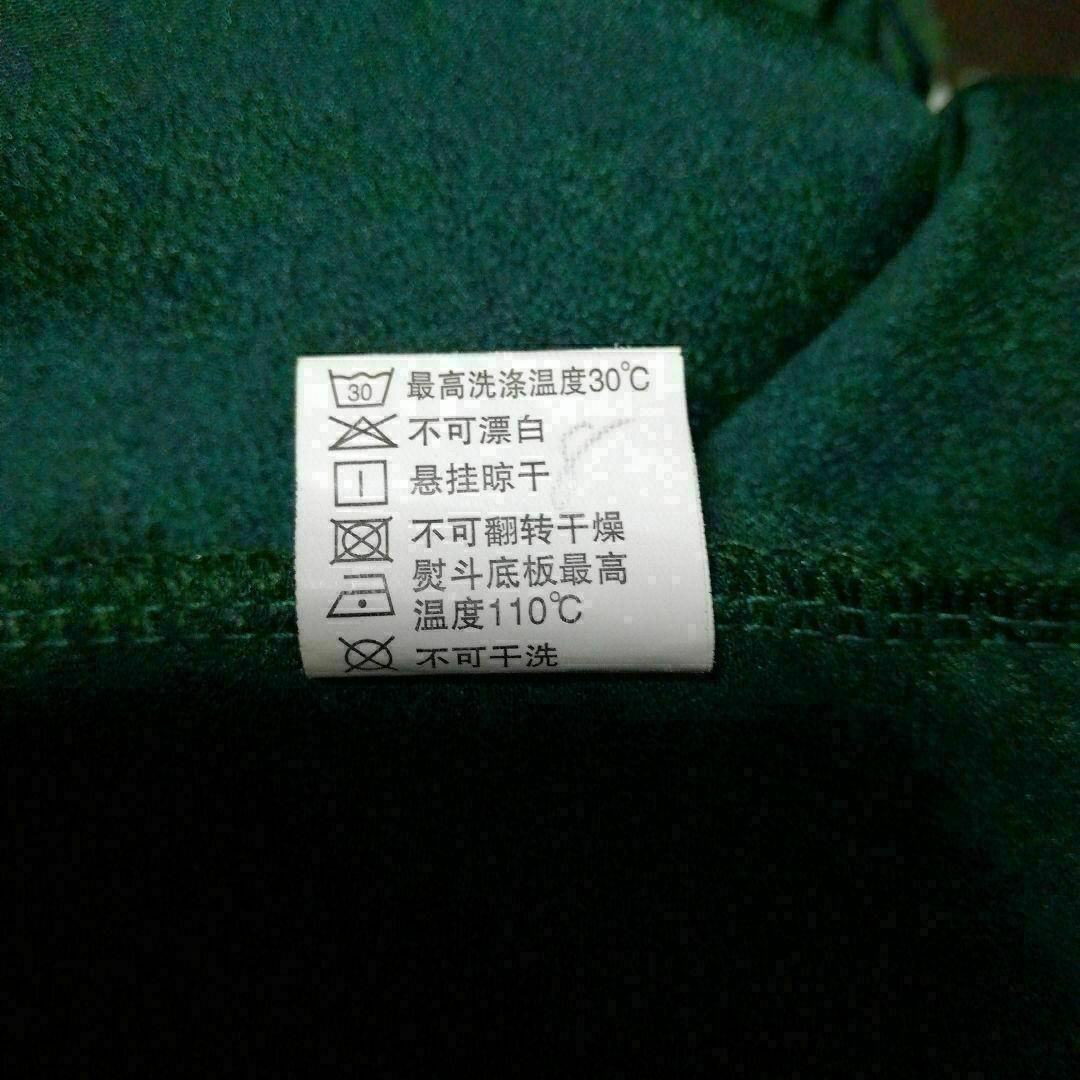 30 最高洗涤温度30℃
不可漂白
悬挂晾干
不可翻转干燥
熨斗底板最高
温度110℃
不可干洗